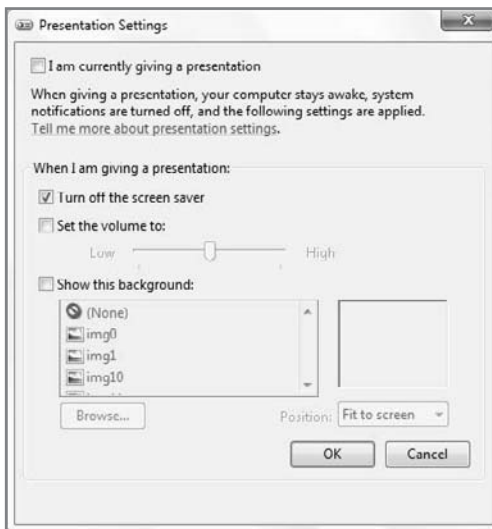 Presentation Settings
I am currently giving a presentation
When giving a presentation, your computer stays awake, system
notifications are turned off, and the following settings are applied.
Tell me more about presentation settings.
When I am giving a presentation:
Turn off the screen saver
Set the volume to:
Low High
Show this background:
(None)
img0
img1
img10
Browse...
Position: Fit to screen
OK Cancel